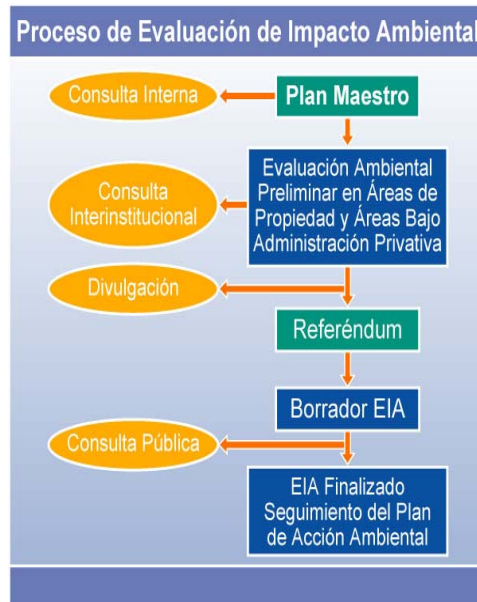 Proceso de Evaluación de Impacto Ambiental
Consulta Interna
Plan Maestro
Consulta
Interinstitucional
Evaluación Ambiental
Preliminar en Áreas de
Propiedad y Áreas Bajo
Administración Privativa
Divulgación
Referéndum
Borrador EIA
Consulta Pública
EIA Finalizado
Seguimiento del Plan
de Acción Ambiental